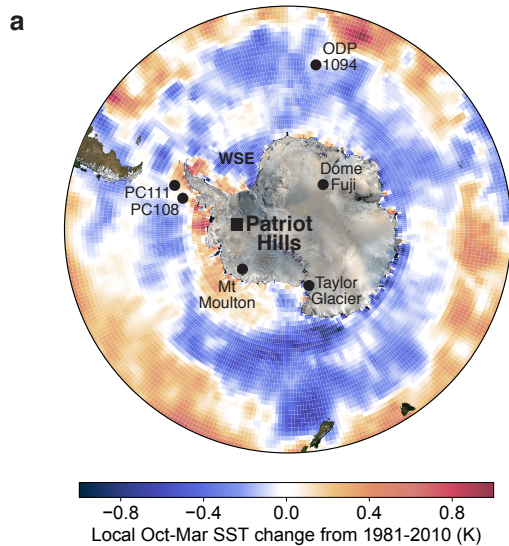 a
ODP
1094
WSE
Dome
Fuji
PC111
PC108
Patriot
Hills
Mt
Moulton
Taylor
Glacier
−0.8
−0.4
0.0
0.4
0.8
Local Oct-Mar SST change from 1981-2010 (K)